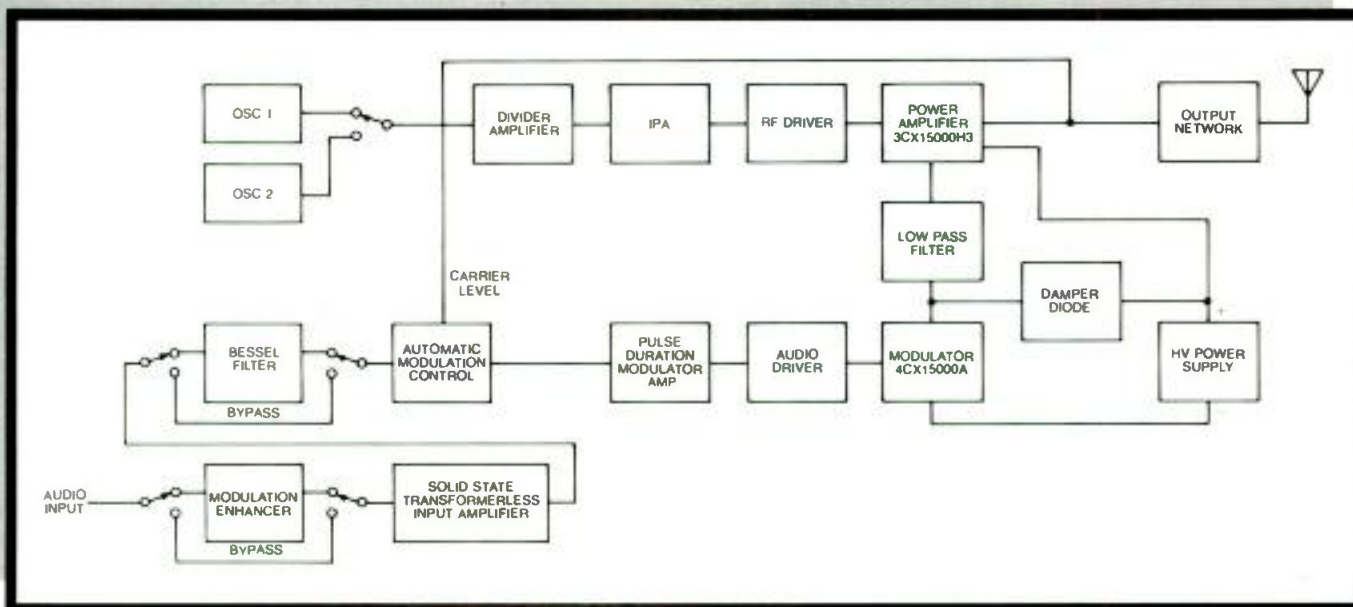 OSC 1
OSC 2
DIVIDER
AMPLIFIER
IPA
RF DRIVER
POWER
AMPLIFIER
3CX15000H3
OUTPUT
NETWORK
LOW PASS
FILTER
DAMPER
DIODE
CARRIER
LEVEL
BESSEL
FILTER
BYPASS
AUTOMATIC
MODULATION
CONTROL
PULSE
DURATION
MODULATOR
AMP
AUDIO
DRIVER
MODULATOR
4CX15000A
+
HV POWER
SUPPLY
AUDIO
INPUT
MODULATION
ENHANCER
BYPASS
SOLID STATE
TRANSFORMERLESS
INPUT AMPLIFIER